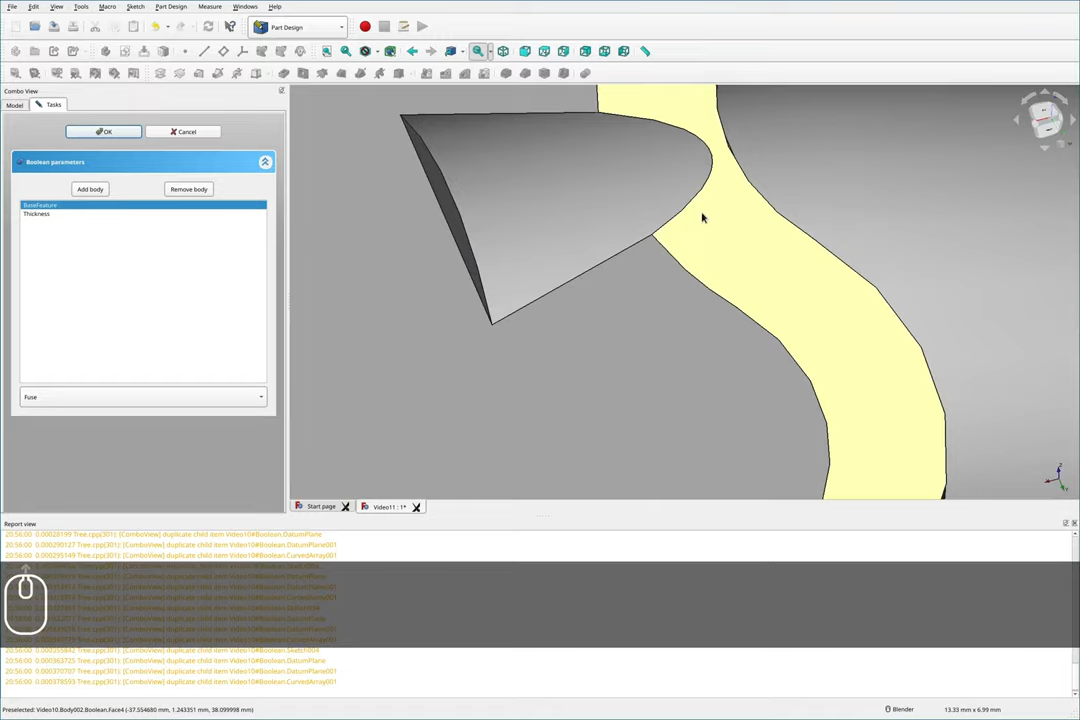 File Edit View Tools Macro Sketch Part Design Measure Windows Help
Part Design
Combo View
Model Tasks
OK Cancel
Boolean parameters
Add body Remove body
BaseFeature
Thickness
Fuse
Start page Video11 : 1*
Report view
20:56:00 0.00028199 Tree.cpp(301): [ComboView] duplicate child item Video10#Boolean.DatumPlane
20:56:00 0.000290127 Tree.cpp(301): [ComboView] duplicate child item Video10#Boolean.DatumPlane001
20:56:00 0.000295149 Tree.cpp(301): [ComboView] duplicate child item Video10#Boolean.CurvedArray001
20:56:00 0.000355842 Tree.cpp(301): [ComboView] duplicate child item Video10#Boolean.Sketch004
20:56:00 0.000363725 Tree.cpp(301): [ComboView] duplicate child item Video10#Boolean.DatumPlane
20:56:00 0.000370707 Tree.cpp(301): [ComboView] duplicate child item Video10#Boolean.DatumPlane001
20:56:00 0.000378593 Tree.cpp(301): [ComboView] duplicate child item Video10#Boolean.CurvedArray001
Preselected: Video10.Body002.Boolean.Face4 (-37.554680 mm, 1.243351 mm, 38.099998 mm) Blender 13.33 mm x 6.99 mm